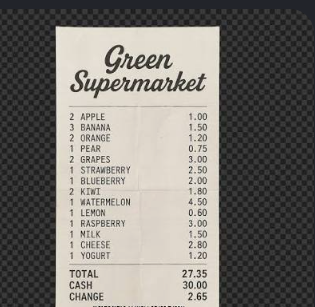 Green
Supermarket
2 APPLE 1.00
3 BANANA 1.50
2 ORANGE 1.20
1 PEAR 0.75
2 GRAPES 3.00
1 STRAWBERRY 2.50
1 BLUEBERRY 2.00
2 KIWI 1.80
1 WATERMELON 4.50
1 LEMON 0.60
1 RASPBERRY 3.00
1 MILK 1.50
1 CHEESE 2.80
1 YOGURT 1.20
TOTAL 27.35
CASH 30.00
CHANGE 2.65